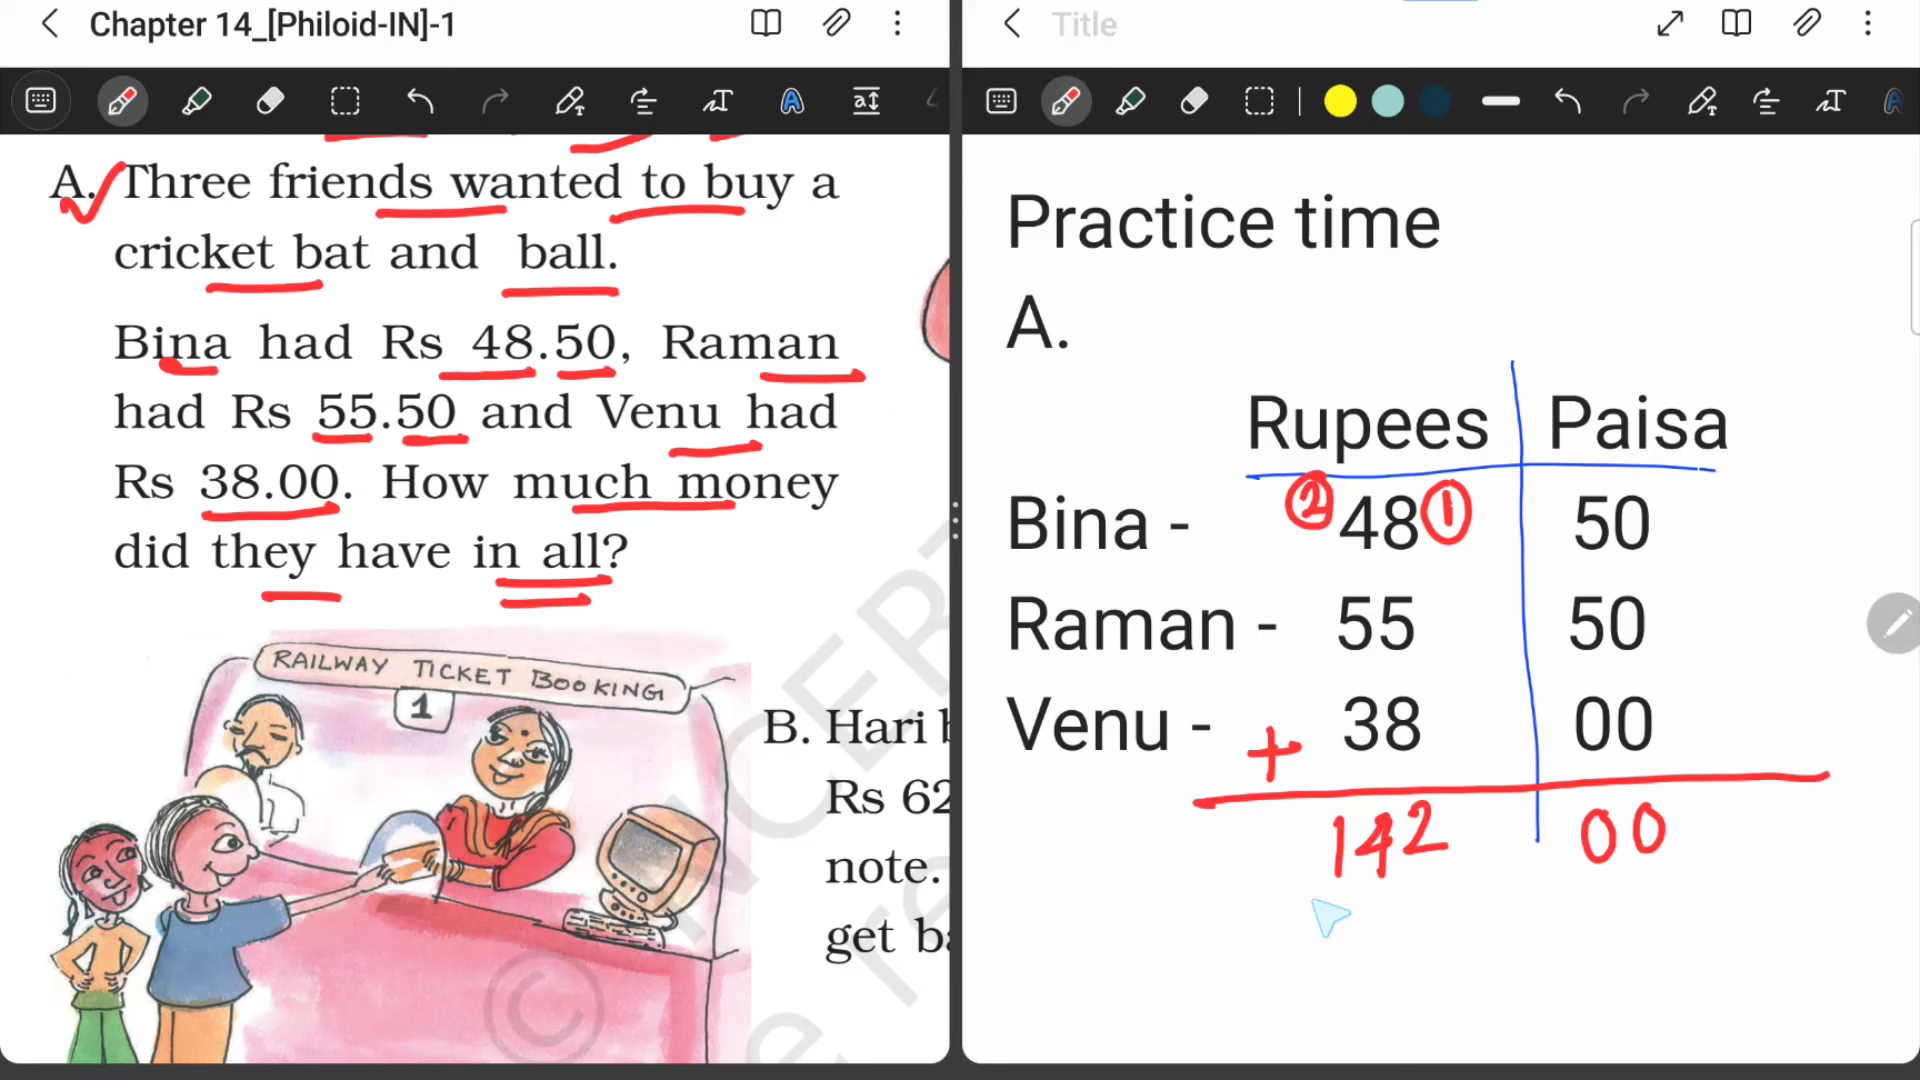 Chapter 14_[Philoid-IN]-1
A. Three friends wanted to buy a
cricket bat and ball.
Bina had Rs 48.50, Raman
had Rs 55.50 and Venu had
Rs 38.00. How much money
did they have in all?
RAILWAY TICKET BOOKING
1
B. Hari
Rs 62
note.
get
Title
Practice time
A.
Rupees Paisa
Bina - 2 48 1 50
Raman - 55 50
Venu - + 38 00
142 00